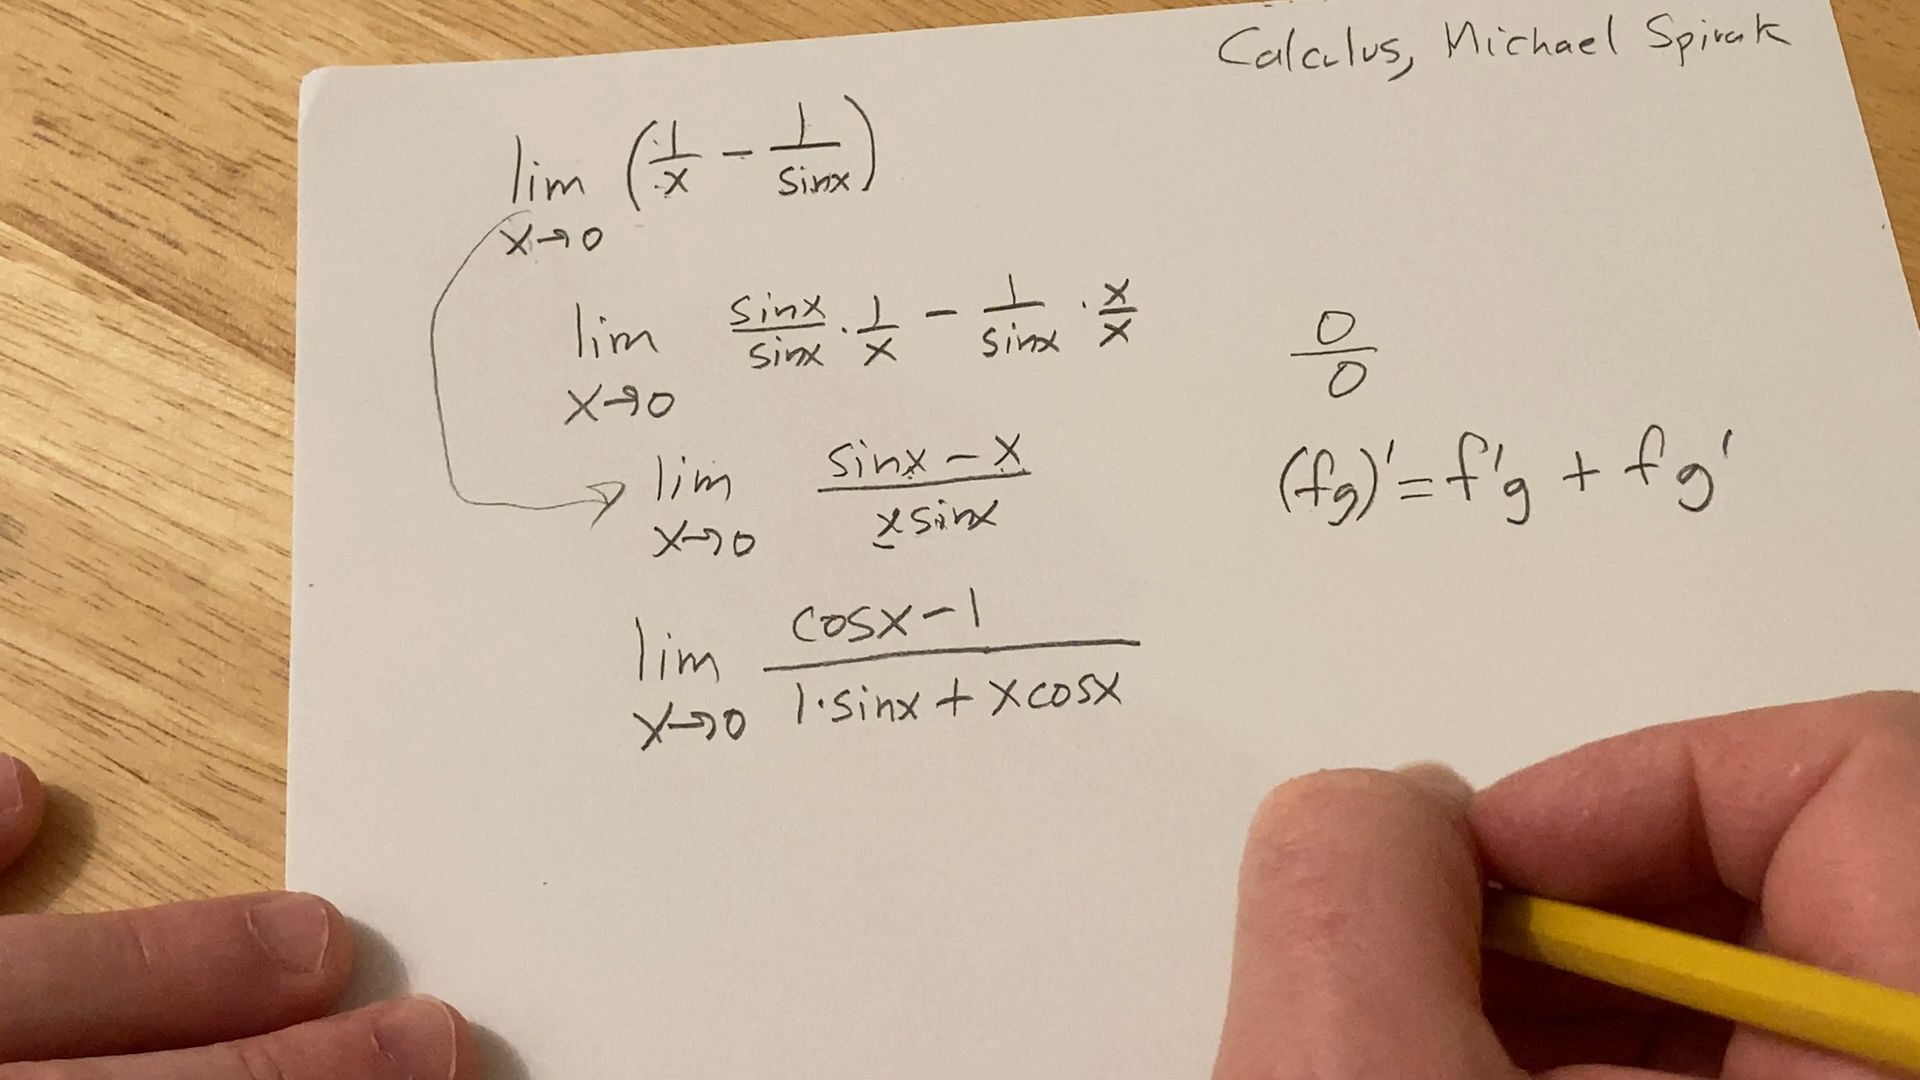 Calculus, Michael Spivak
lim x→0 (1/x - 1/sinx)
lim x→0 sinx/sinx · 1/x - 1/sinx · x/x
0/0
lim x→0 (sinx - x)/(x sinx)
(fg)' = f'g + fg'
lim x→0 (cosx - 1)/(1·sinx + xcosx)